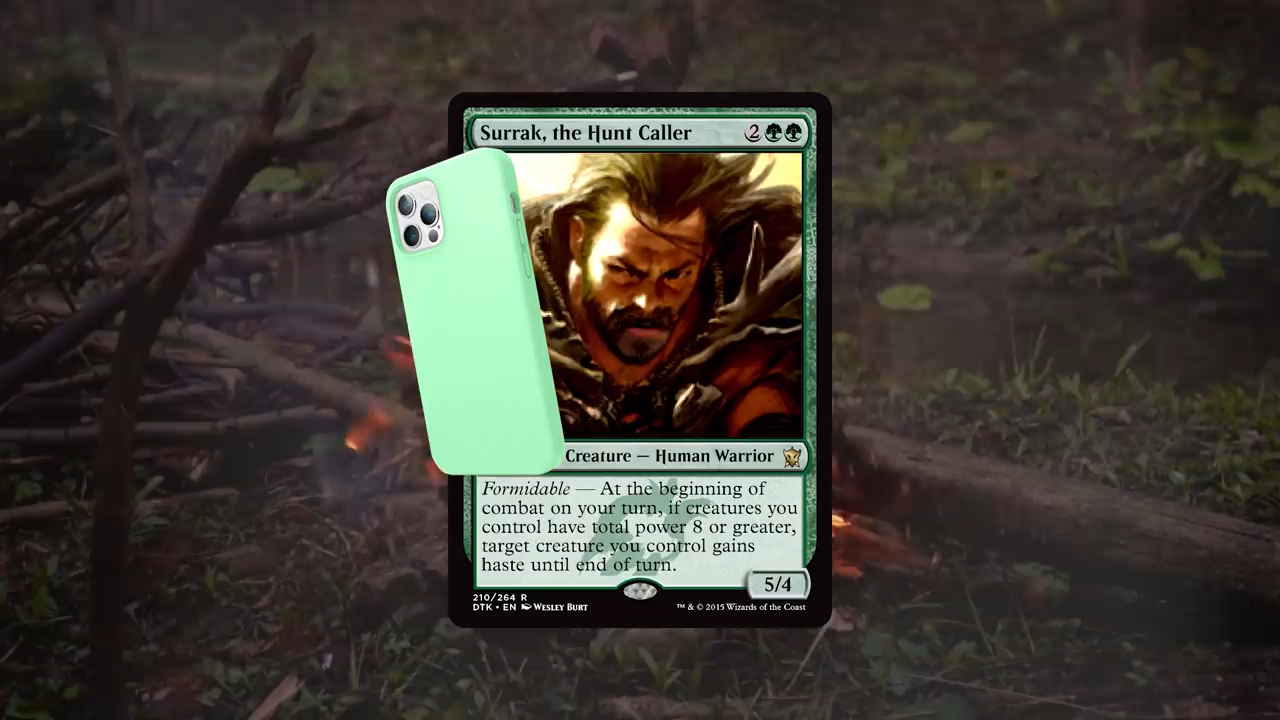 Surrak, the Hunt Caller 2
Creature — Human Warrior
Formidable — At the beginning of
combat on your turn, if creatures you
control have total power 8 or greater,
target creature you control gains
haste until end of turn.
5/4
210/264 R
DTK • EN Wesley Burt
™ & © 2015 Wizards of the Coast